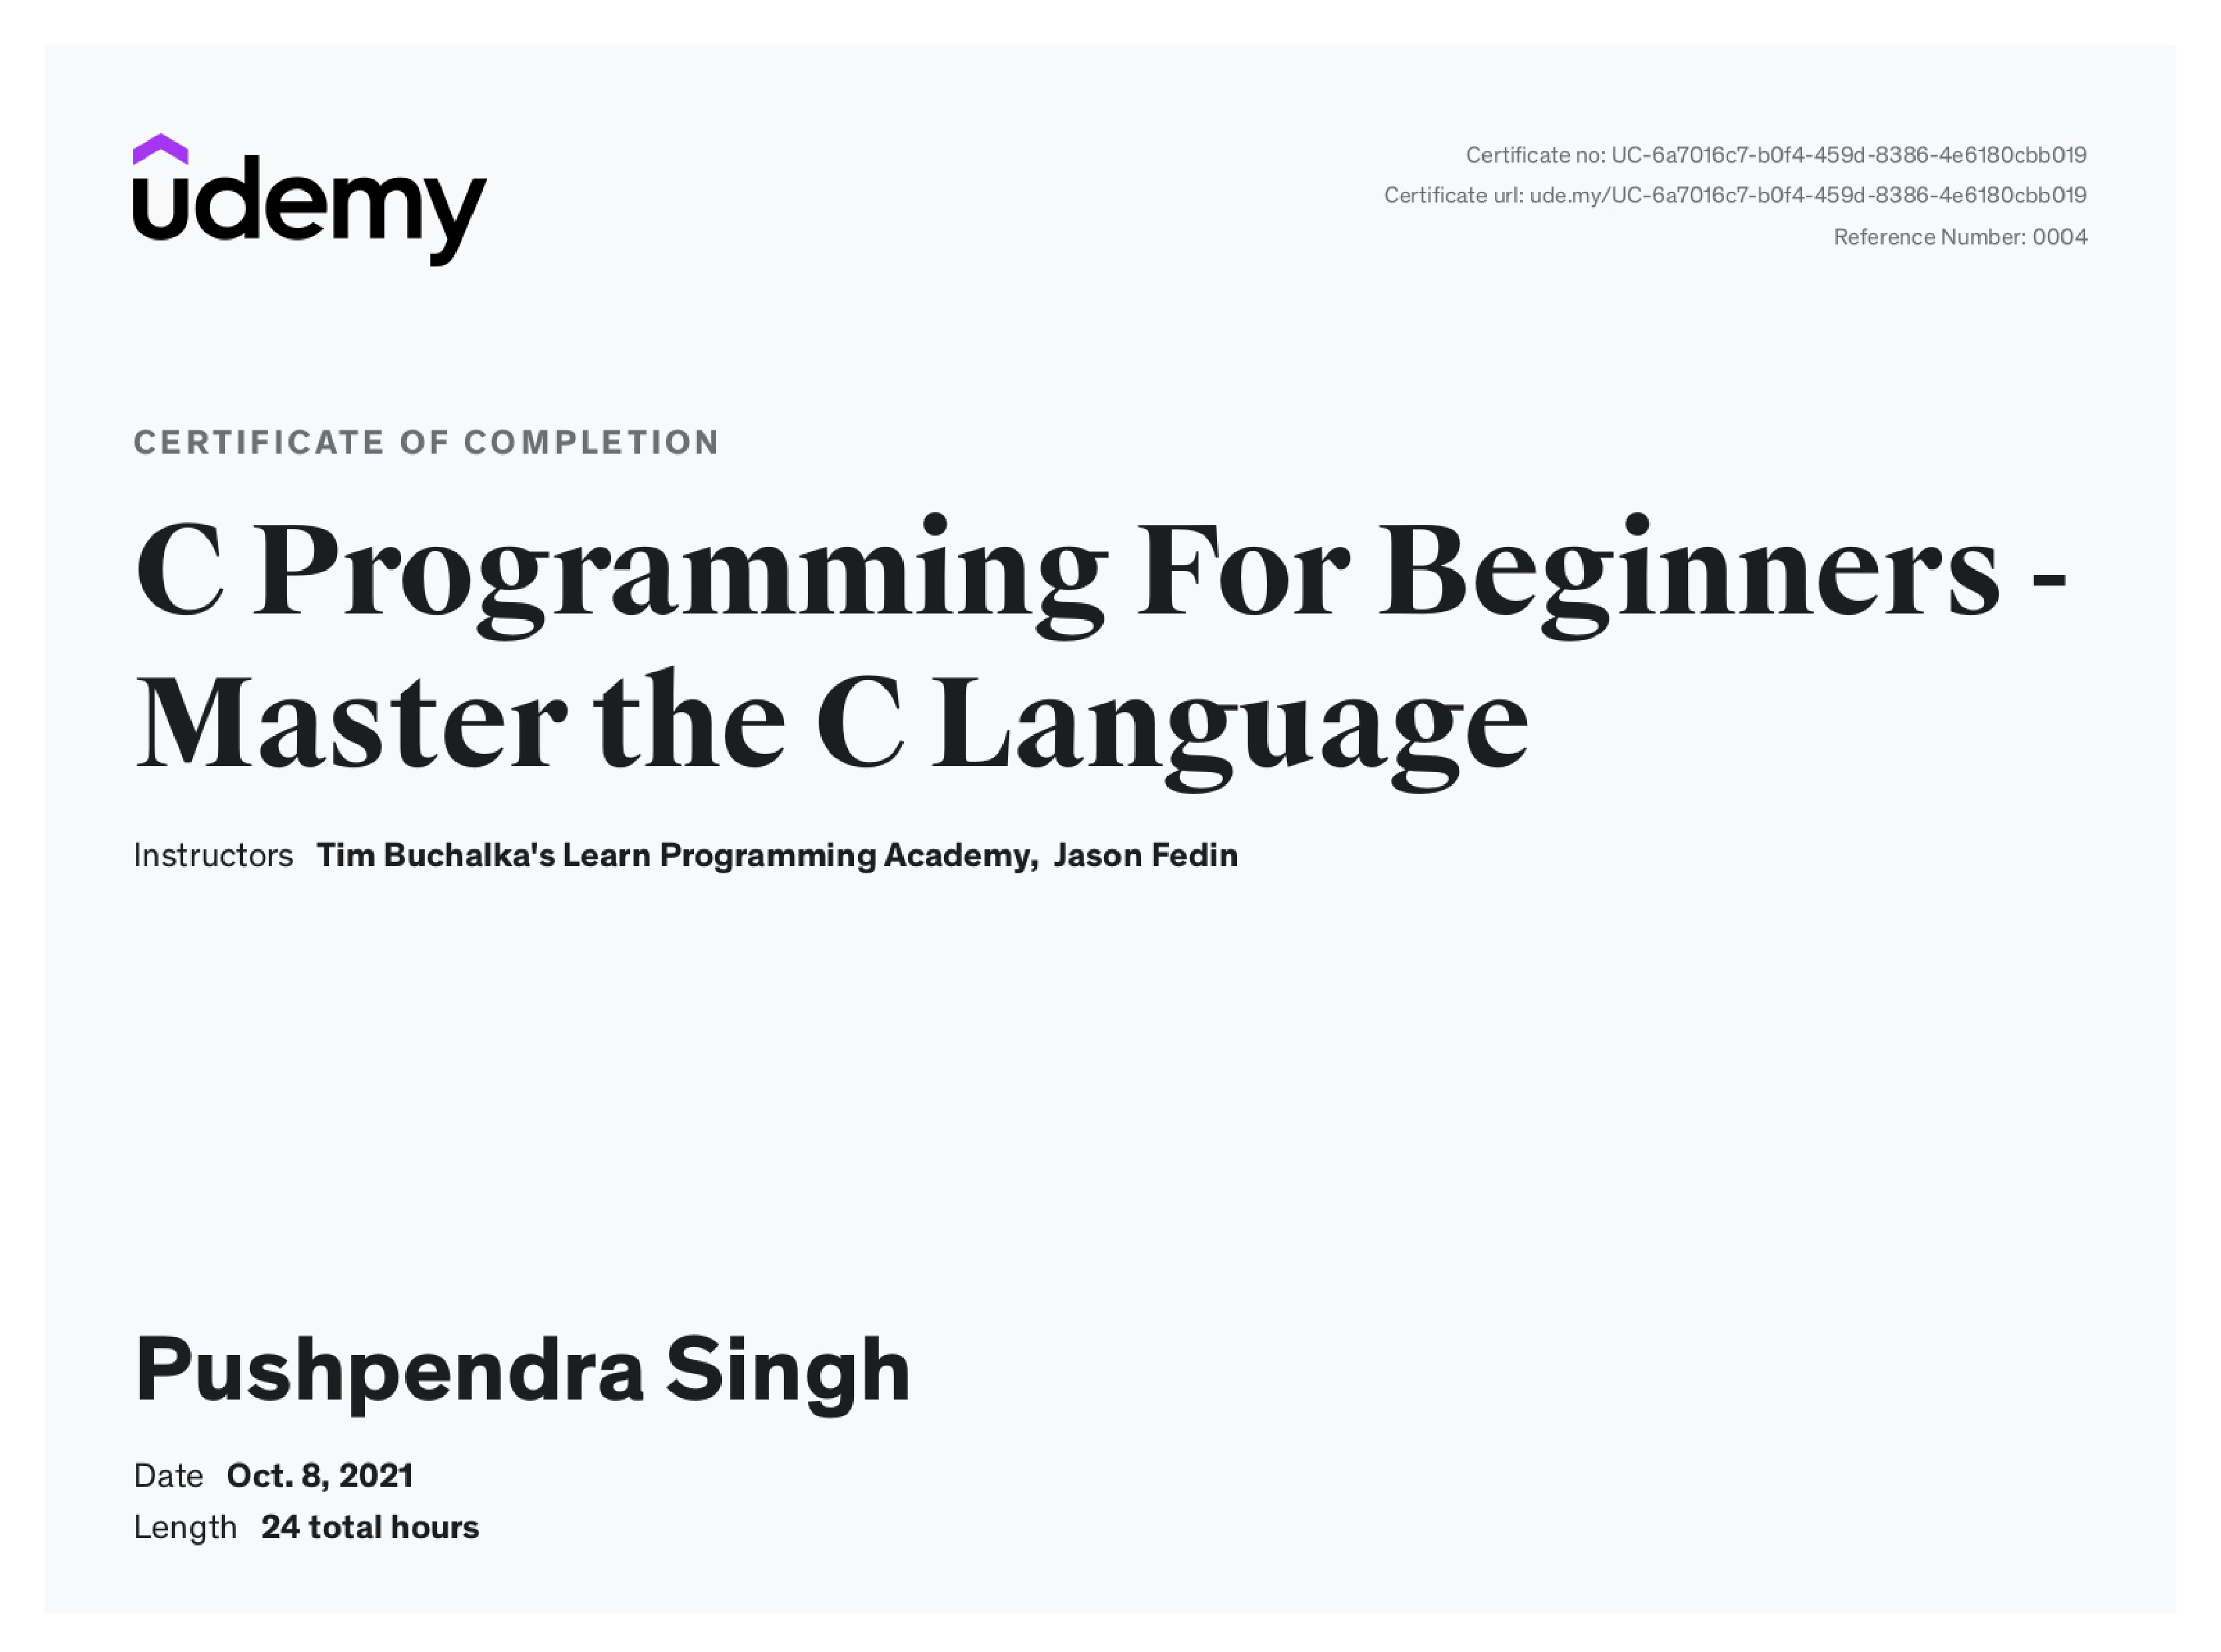 udemy
Certificate no: UC-6a7016c7-b0f4-459d-8386-4e6180cbb019
Certificate url: ude.my/UC-6a7016c7-b0f4-459d-8386-4e6180cbb019
Reference Number: 0004
CERTIFICATE OF COMPLETION
C Programming For Beginners -
Master the C Language
Instructors Tim Buchalka's Learn Programming Academy, Jason Fedin
Pushpendra Singh
Date Oct. 8, 2021
Length 24 total hours